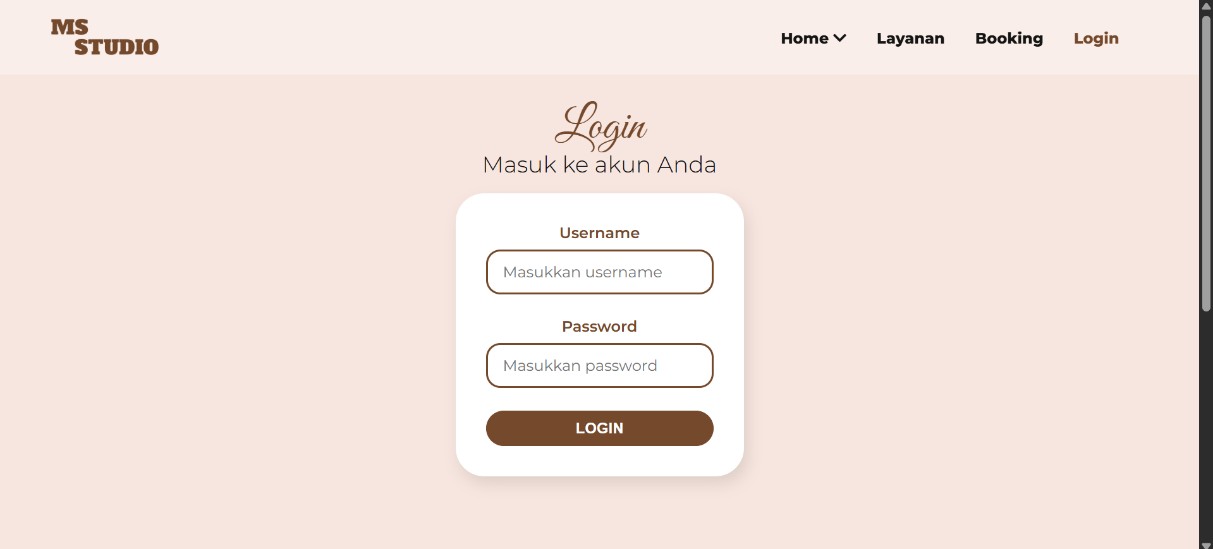 MS
STUDIO
Home Layanan Booking Login
Login
Masuk ke akun Anda
Username
Masukkan username
Password
Masukkan password
LOGIN